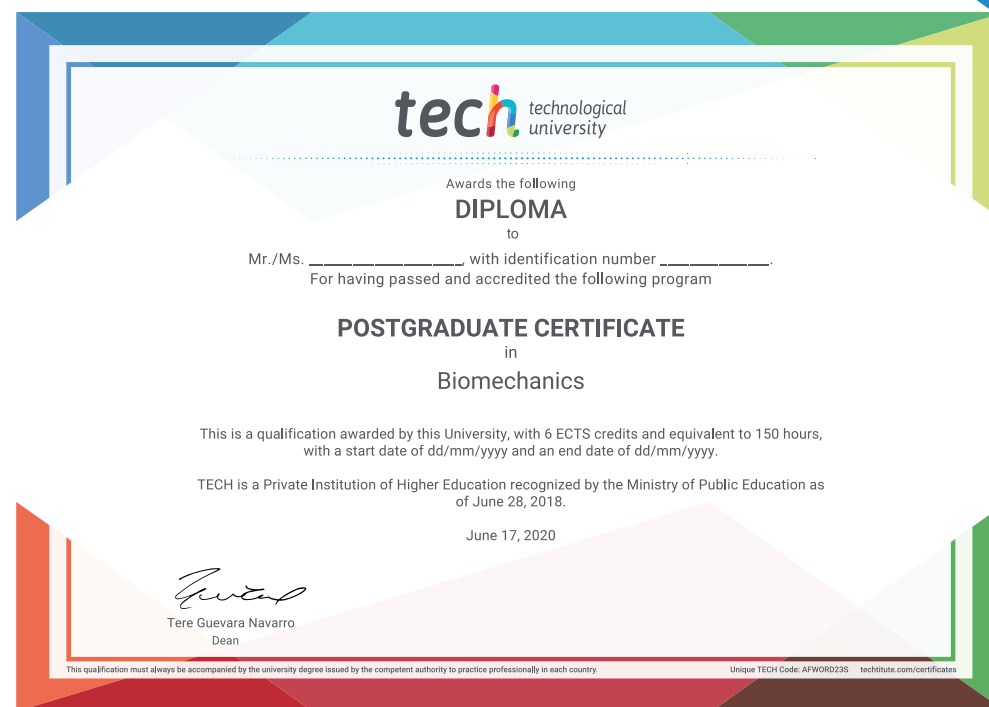 tech technological
university
Awards the following
DIPLOMA
to
Mr./Ms. ____________________, with identification number ______________.
For having passed and accredited the following program
POSTGRADUATE CERTIFICATE
in
Biomechanics
This is a qualification awarded by this University, with 6 ECTS credits and equivalent to 150 hours,
with a start date of dd/mm/yyyy and an end date of dd/mm/yyyy.
TECH is a Private Institution of Higher Education recognized by the Ministry of Public Education as
of June 28, 2018.
June 17, 2020
Tere Guevara Navarro
Dean
This qualification must always be accompanied by the university degree issued by the competent authority to practice professionally in each country. Unique TECH Code: AFWORD23S techtitute.com/certificates